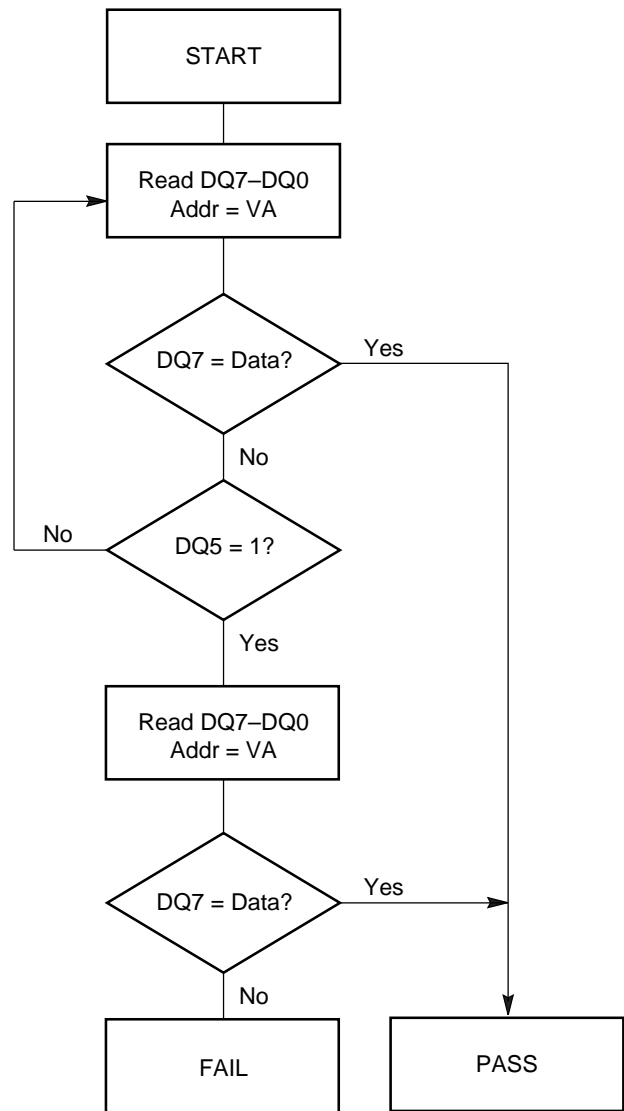 START
Read DQ7–DQ0
Addr = VA
DQ7 = Data?
Yes
No
No
DQ5 = 1?
Yes
Read DQ7–DQ0
Addr = VA
DQ7 = Data?
Yes
No
FAIL
PASS